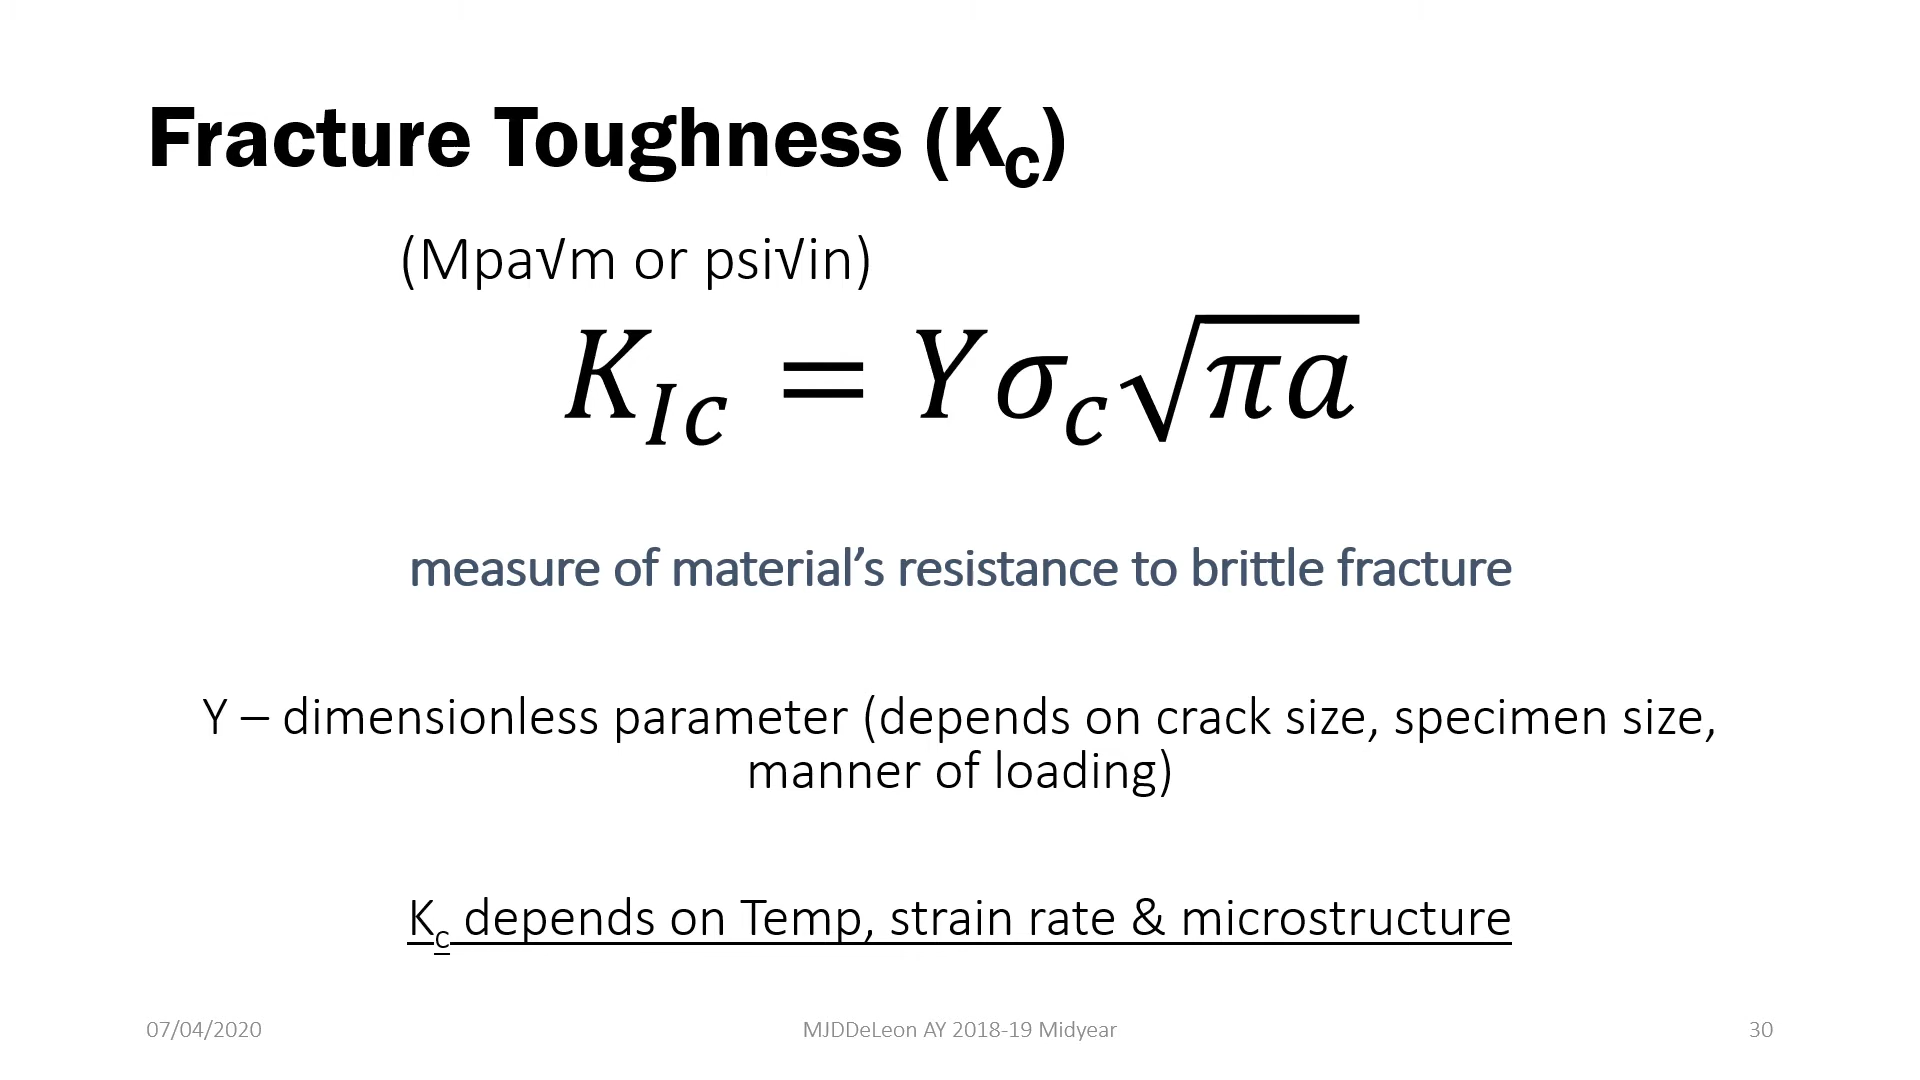 Fracture Toughness (Kc)
(Mpa√m or psi√in)
K_Ic = Yσ_c√πa
measure of material’s resistance to brittle fracture
Y – dimensionless parameter (depends on crack size, specimen size,
manner of loading)
Kc depends on Temp, strain rate & microstructure
07/04/2020
MJDDeLeon AY 2018-19 Midyear
30